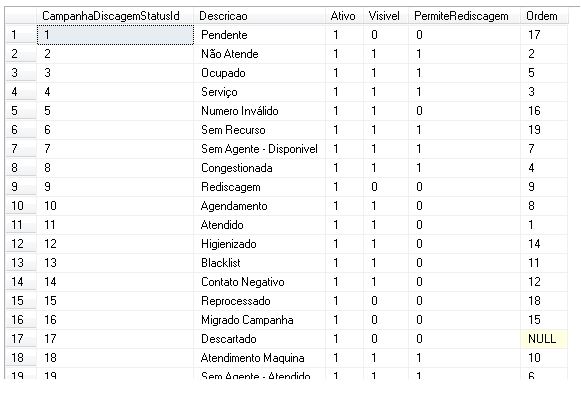 CampanhaDiscagemStatusId Descricao Ativo Visivel PermiteRediscagem Ordem
1 1 Pendente 1 0 0 17
2 2 Não Atende 1 1 1 2
3 3 Ocupado 1 1 1 5
4 4 Serviço 1 1 1 3
5 5 Numero Inválido 1 1 0 16
6 6 Sem Recurso 1 1 1 19
7 7 Sem Agente - Disponivel 1 1 1 7
8 8 Congestionada 1 1 1 4
9 9 Rediscagem 1 0 0 9
10 10 Agendamento 1 1 0 8
11 11 Atendido 1 1 0 1
12 12 Higienizado 1 1 0 14
13 13 Blacklist 1 1 0 11
14 14 Contato Negativo 1 1 0 12
15 15 Reprocessado 1 0 0 18
16 16 Migrado Campanha 1 0 0 15
17 17 Descartado 1 0 0 NULL
18 18 Atendimento Maquina 1 1 1 10
19 19 Sem Agente - Atendido 1 1 1 6